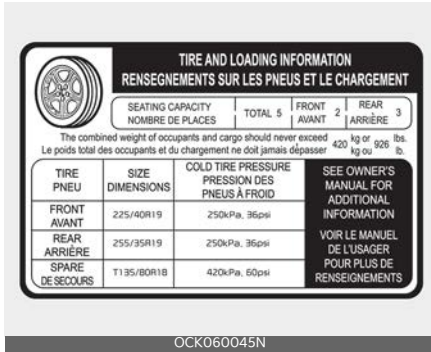 TIRE AND LOADING INFORMATION
RENSEGNEMENTS SUR LES PNEUS ET LE CHARGEMENT
SEATING CAPACITY
NOMBRE DE PLACES
TOTAL 5
FRONT
AVANT
2
REAR
ARRIÈRE
3
The combined weight of occupants and cargo should never exceed 420 kg or 926 lbs.
Le poids total des occupants et du chargement ne doit jamais dépasser kg ou lb.
TIRE
PNEU
SIZE
DIMENSIONS
COLD TIRE PRESSURE
PRESSION DES
PNEUS À FROID
FRONT
AVANT
225/40R19
250kPa, 36psi
REAR
ARRIÈRE
255/35R19
250kPa, 36psi
SPARE
DE SECOURS
T135/80R18
420kPa, 60psi
SEE OWNER'S
MANUAL FOR
ADDITIONAL
INFORMATION
VOIR LE MANUEL
DE L'USAGER
POUR PLUS DE
RENSEIGNEMENTS
OCK060045N